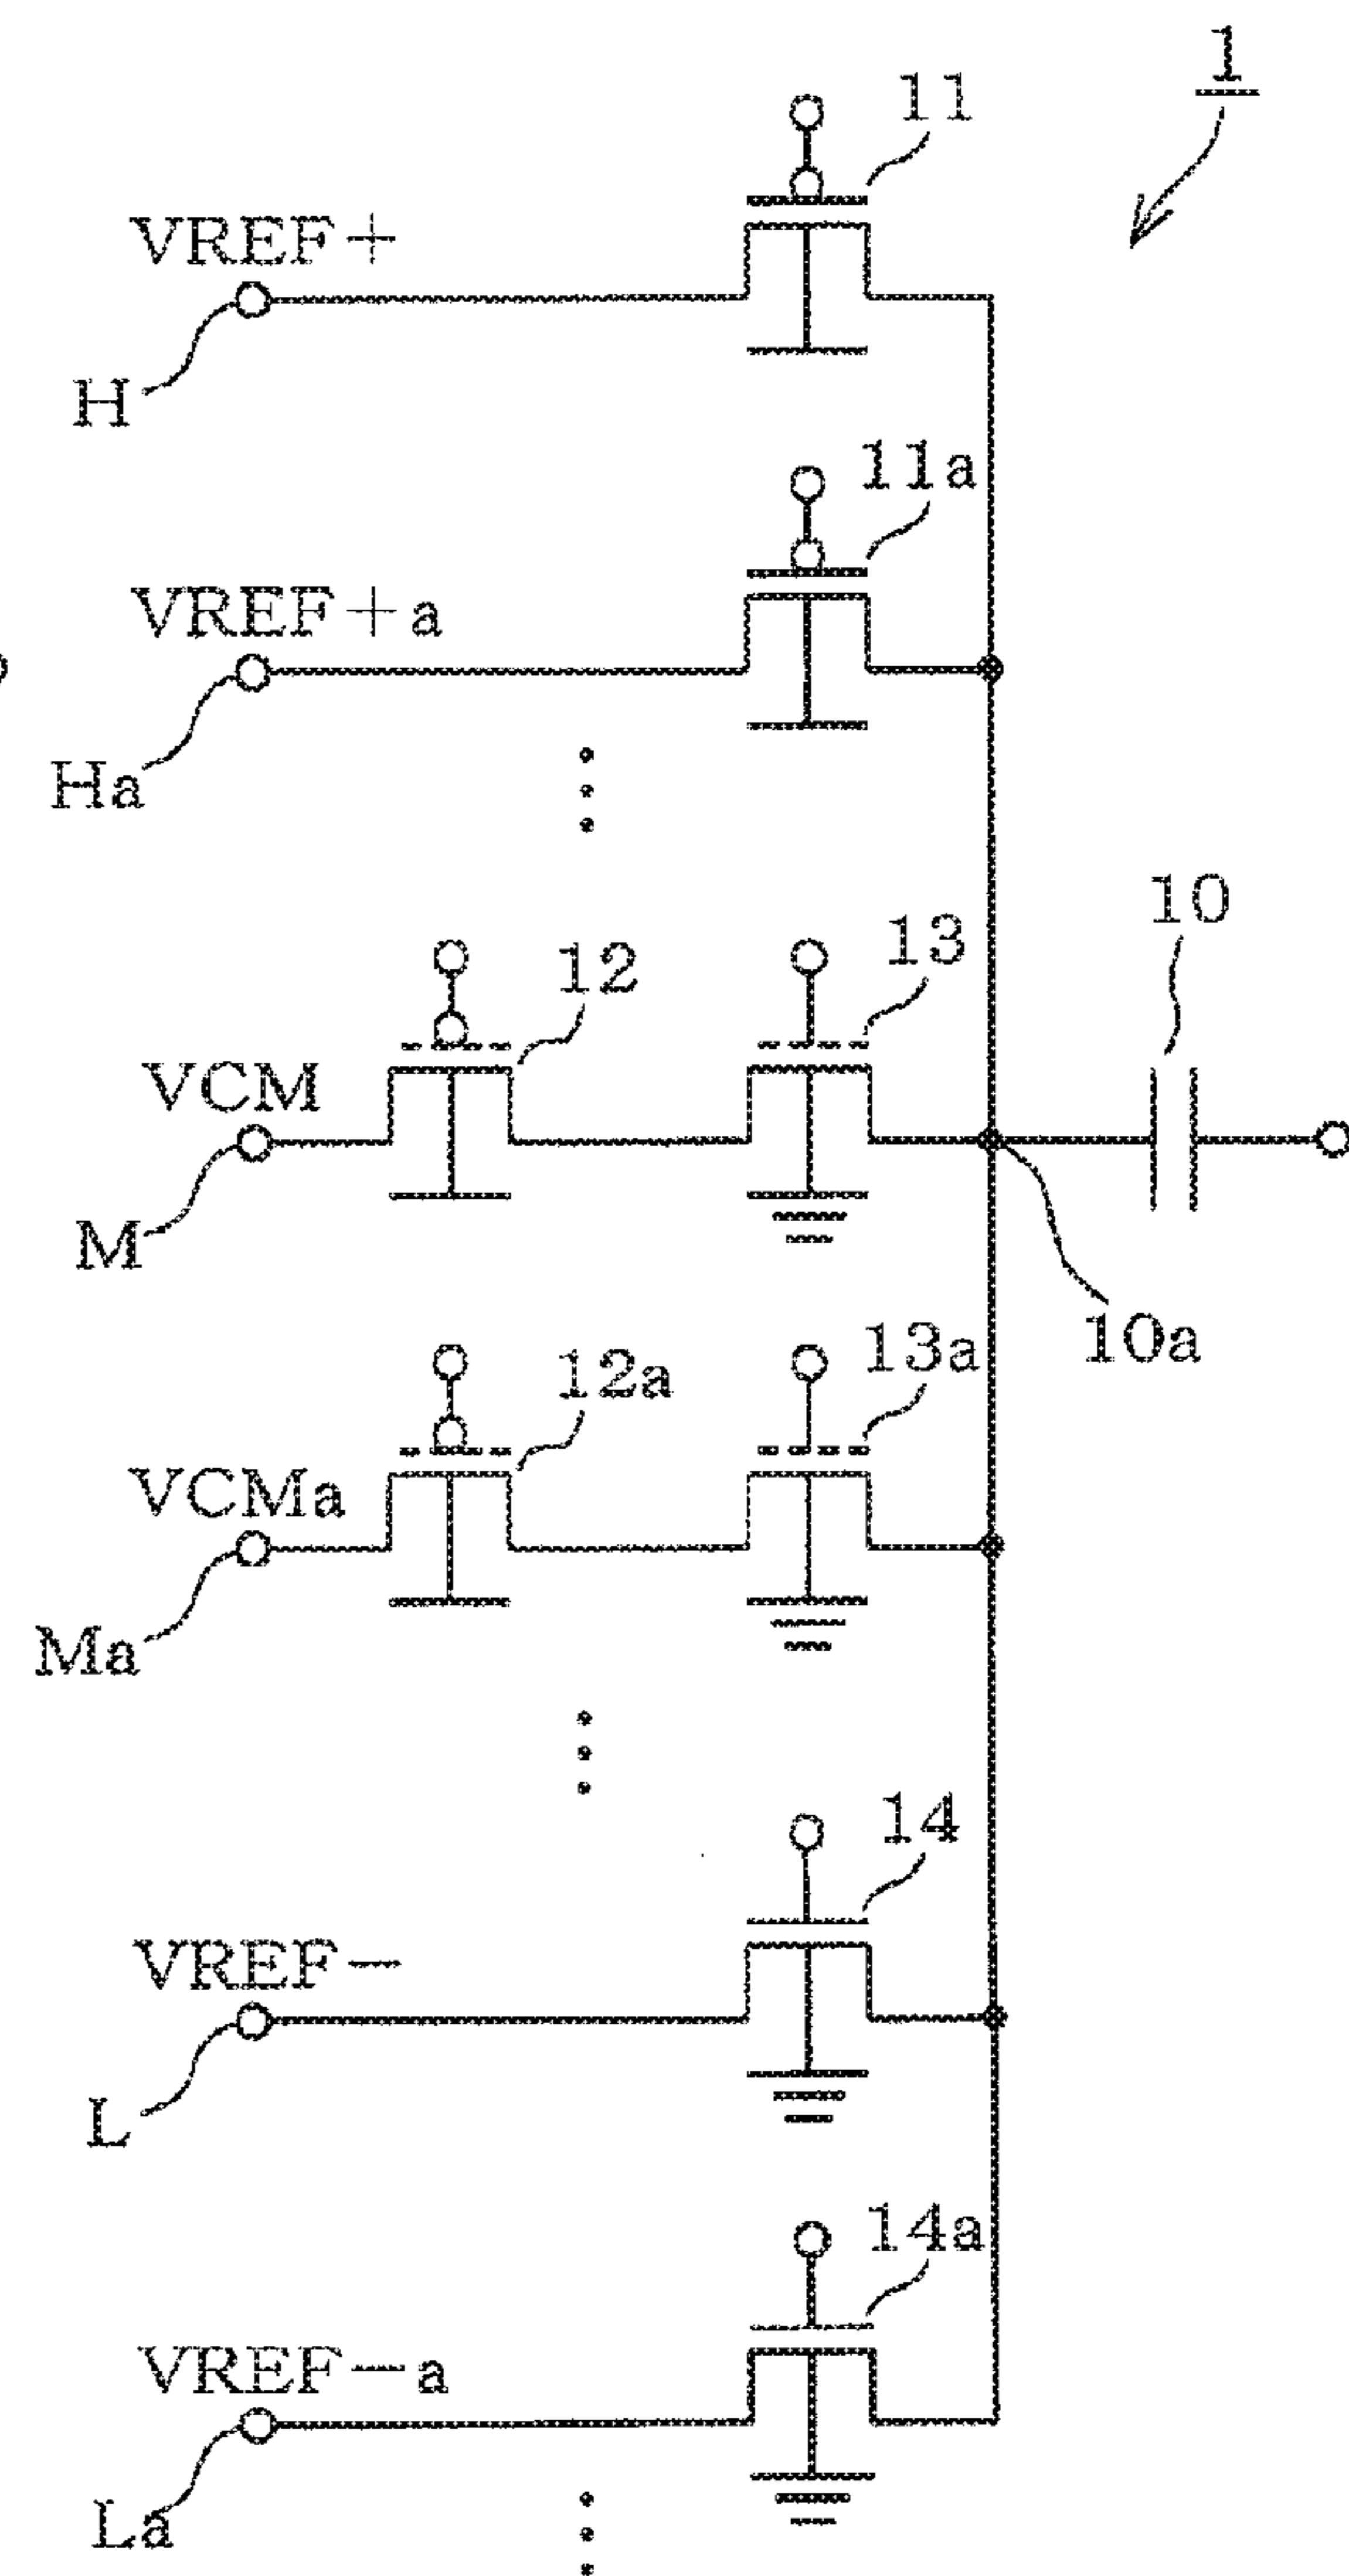 1
11
VREF+
H
11a
VREF+a
Ha
10
12
13
VCM
M
10a
12a
13a
VCMa
Ma
14
VREF−
L
14a
VREF−a
La